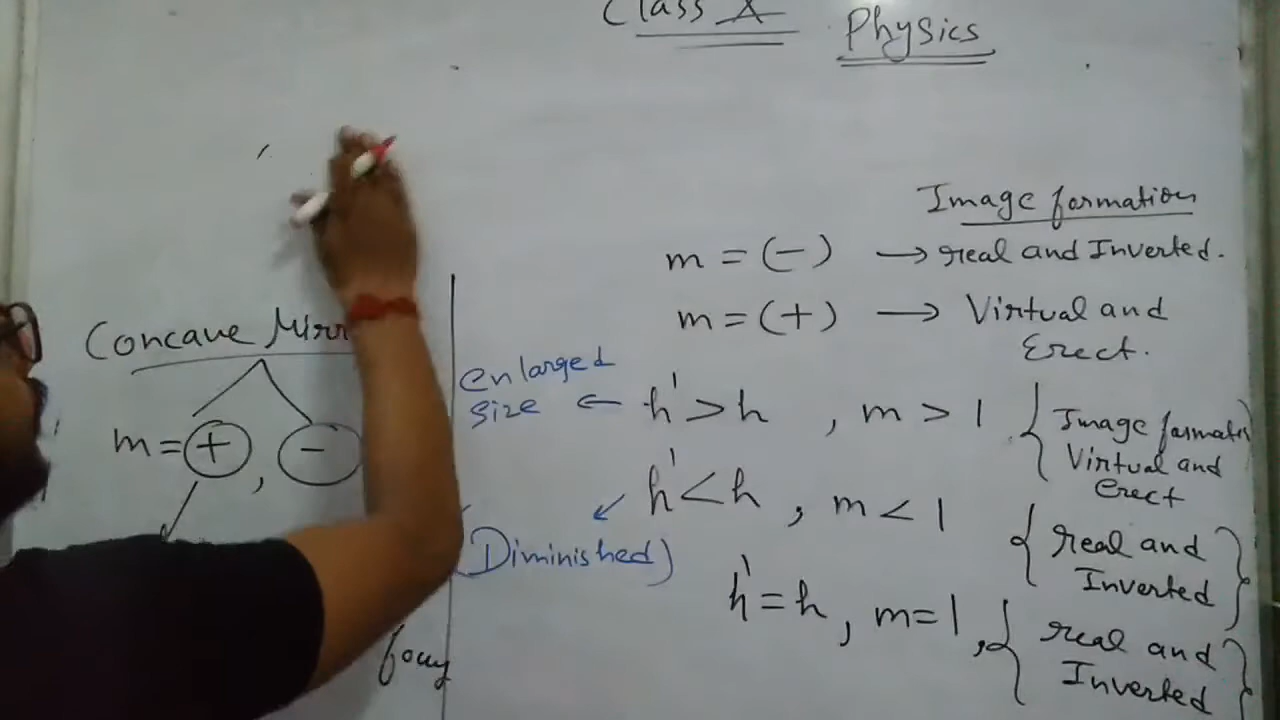 Class X Physics
Image formation
m = (-) → real and Inverted.
m = (+) → Virtual and
Erect.
Concave
m = + , -
focus
enlarged
size ← h' > h , m > 1 { Image
Virtual and
erect
h' < h , m < 1 { real and
Inverted }
(Diminished)
h' = h , m = 1 , { real and
Inverted }